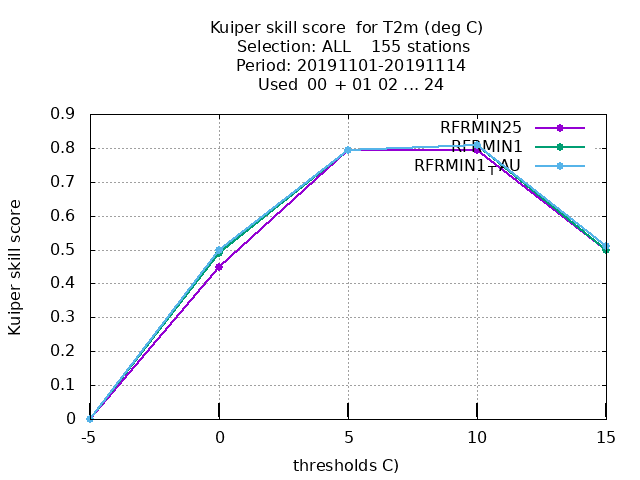 Kuiper skill score  for T2m (deg C)
Selection: ALL    155 stations
Period: 20191101-20191114
Used  00  + 01 02 ... 24
Kuiper skill score
0.9
0.8
0.7
0.6
0.5
0.4
0.3
0.2
0.1
0
RFRMIN25
RFRMIN1
RFRMIN1_TAU
-5
0
5
10
15
thresholds C)